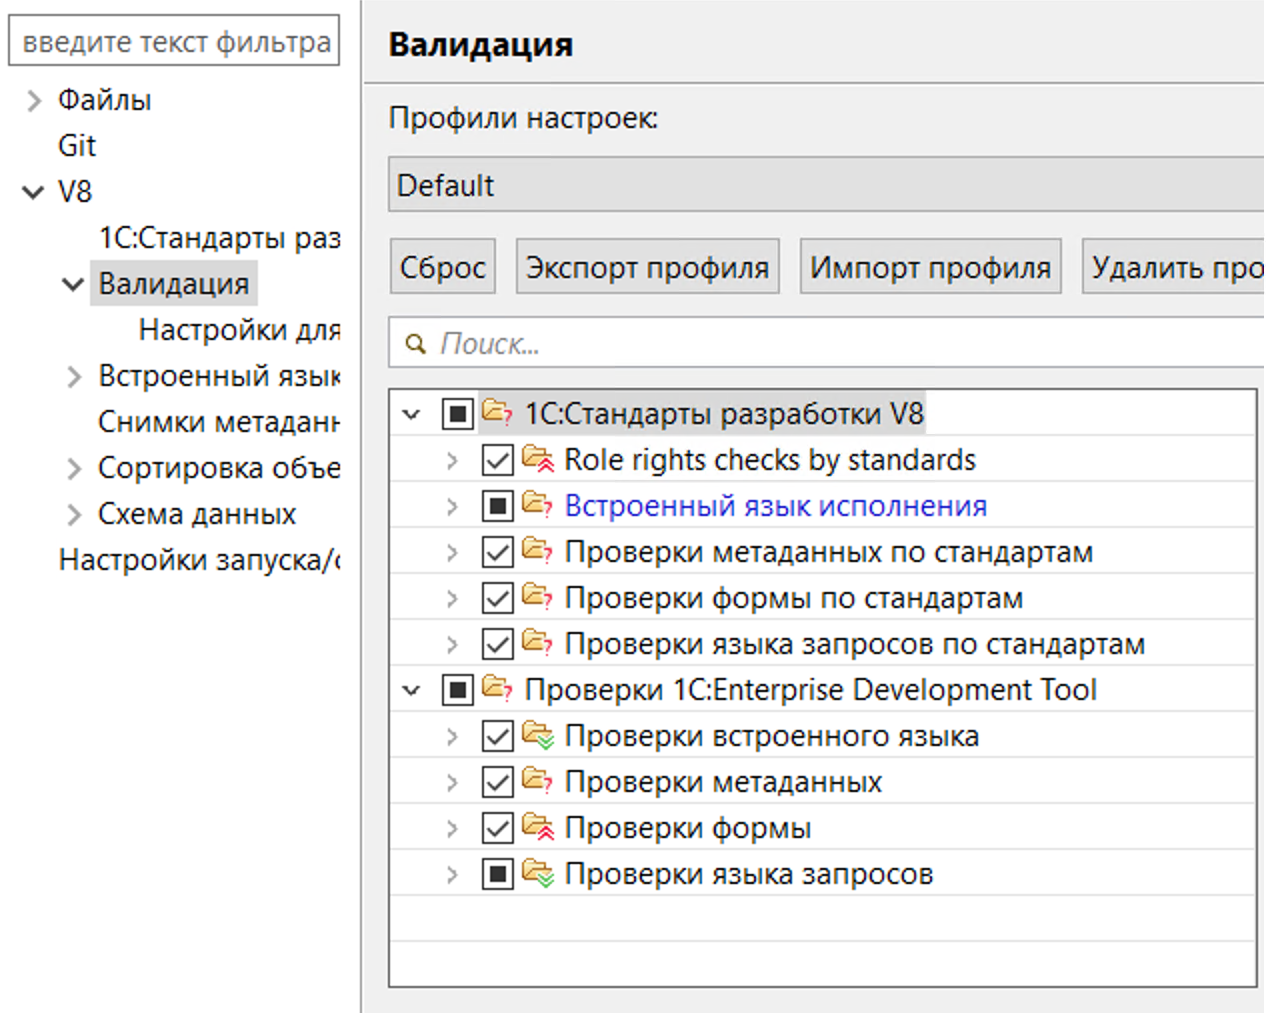 введите текст фильтра
Файлы
Git
V8
1С:Стандарты раз
Валидация
Настройки для
Встроенный язык
Снимки метадан
Сортировка объе
Схема данных
Настройки запуска/
Валидация
Профили настроек:
Default
Сброс
Экспорт профиля
Импорт профиля
Удалить про
Поиск...
1С:Стандарты разработки V8
Role rights checks by standards
Встроенный язык исполнения
Проверки метаданных по стандартам
Проверки формы по стандартам
Проверки языка запросов по стандартам
Проверки 1C:Enterprise Development Tool
Проверки встроенного языка
Проверки метаданных
Проверки формы
Проверки языка запросов